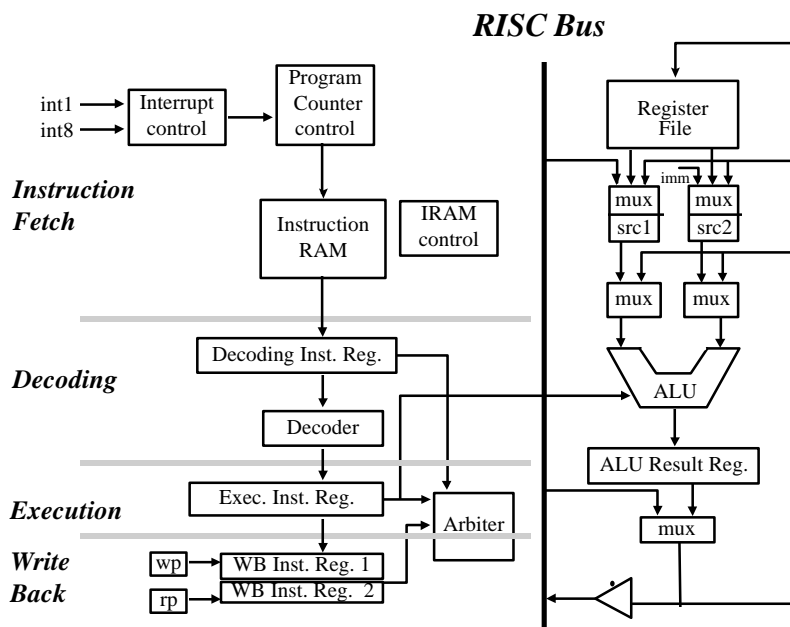 RISC Bus
int1
int8
Interrupt
control
Program
Counter
control
Register
File
Instruction
Fetch
imm
mux
src1
mux
src2
Instruction
RAM
IRAM
control
mux
mux
Decoding Inst. Reg.
Decoding
ALU
Decoder
ALU Result Reg.
Exec. Inst. Reg.
Execution
Arbiter
mux
Write
Back
wp
WB Inst. Reg. 1
rp
WB Inst. Reg. 2